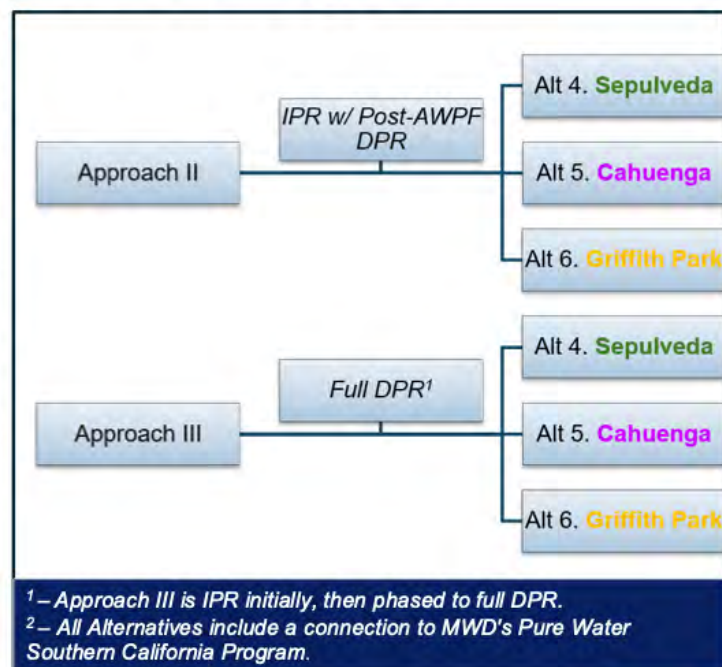 IPR w/ Post-AWPF
DPR
Approach II
Alt 4. Sepulveda
Alt 5. Cahuenga
Alt 6. Griffith Park
Full DPR¹
Approach III
Alt 4. Sepulveda
Alt 5. Cahuenga
Alt 6. Griffith Park
¹ – Approach III is IPR initially, then phased to full DPR.
² – All Alternatives include a connection to MWD's Pure Water
Southern California Program.